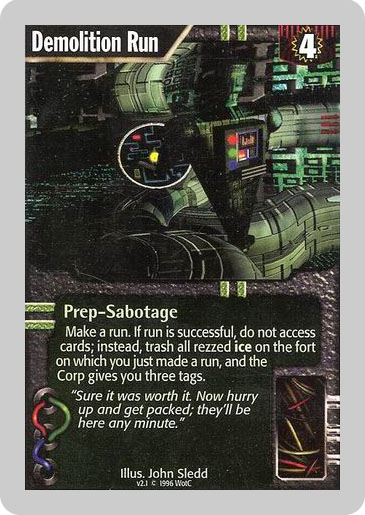 Demolition Run
4
Prep-Sabotage
Make a run. If run is successful, do not access
cards; instead, trash all rezzed ice on the fort
on which you just made a run, and the
Corp gives you three tags.
"Sure it was worth it. Now hurry
up and get packed; they'll be
here any minute."
Illus. John Sledd
v2.1 © 1996 WotC